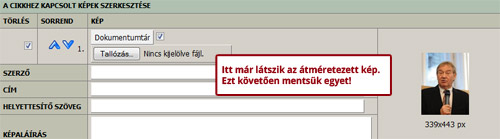 A CIKKHEZ KAPCSOLT KÉPEK SZERKESZTÉSE
TÖRLÉS SORREND KÉP
Dokumentumtár
1.
Tallózás... Nincs kijelölve fájl.
Itt már látszik az átméretezett kép.
Ezt követően mentsük egyet!
SZERZŐ
CÍM
HELYETTESÍTŐ SZÖVEG
339x443 px
KÉPALÁÍRÁS